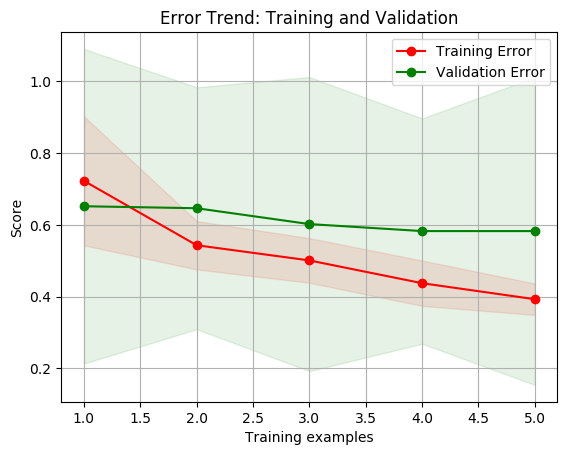 Error Trend: Training and Validation
Training Error
Validation Error
1.0
0.8
0.6
0.4
0.2
Score
1.0 1.5 2.0 2.5 3.0 3.5 4.0 4.5 5.0
Training examples